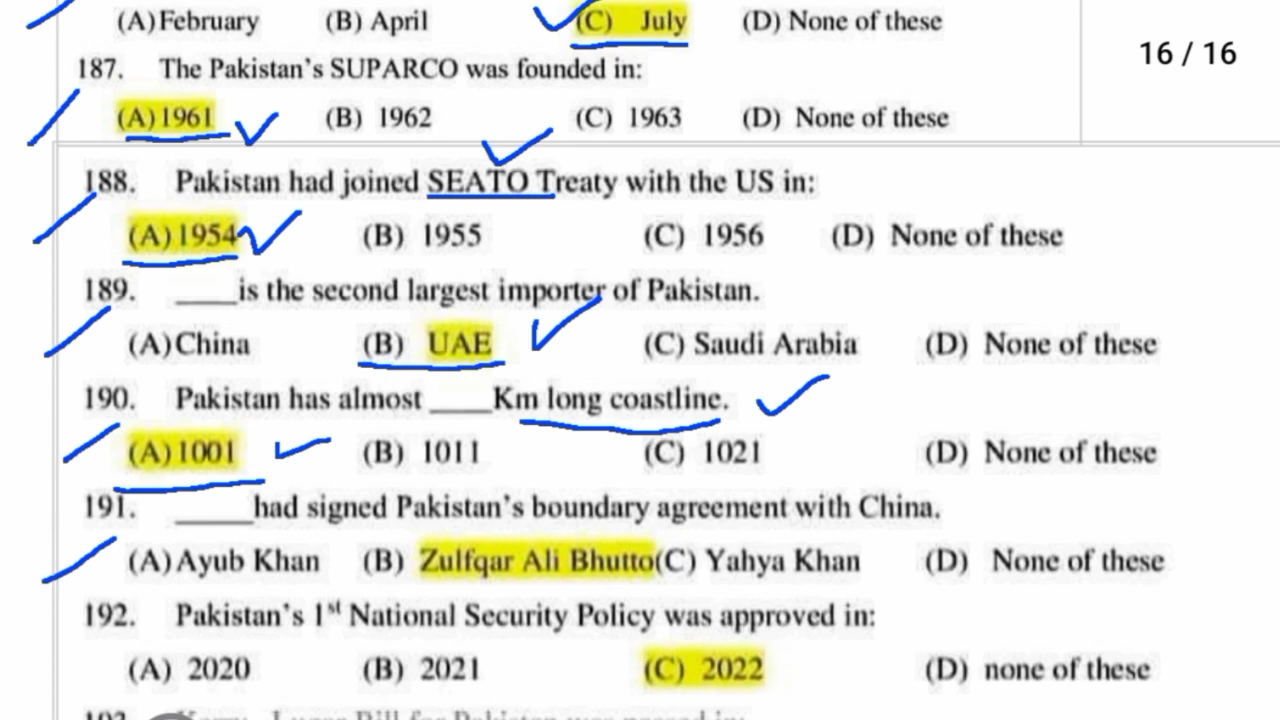 (A) February (B) April (C) July (D) None of these
16 / 16
187. The Pakistan's SUPARCO was founded in:
(A) 1961 (B) 1962 (C) 1963 (D) None of these
188. Pakistan had joined SEATO Treaty with the US in:
(A) 1954 (B) 1955 (C) 1956 (D) None of these
189. ____is the second largest importer of Pakistan.
(A) China (B) UAE (C) Saudi Arabia (D) None of these
190. Pakistan has almost ____Km long coastline.
(A) 1001 (B) 1011 (C) 1021 (D) None of these
191. _____had signed Pakistan's boundary agreement with China.
(A) Ayub Khan (B) Zulfqar Ali Bhutto(C) Yahya Khan (D) None of these
192. Pakistan's 1st National Security Policy was approved in:
(A) 2020 (B) 2021 (C) 2022 (D) none of these